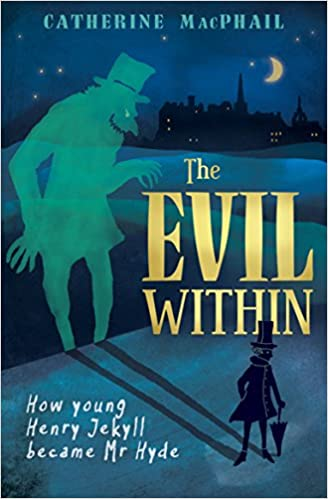 CATHERINE MACPHAIL
The
EVIL
WITHIN
How young
Henry Jekyll
became Mr Hyde